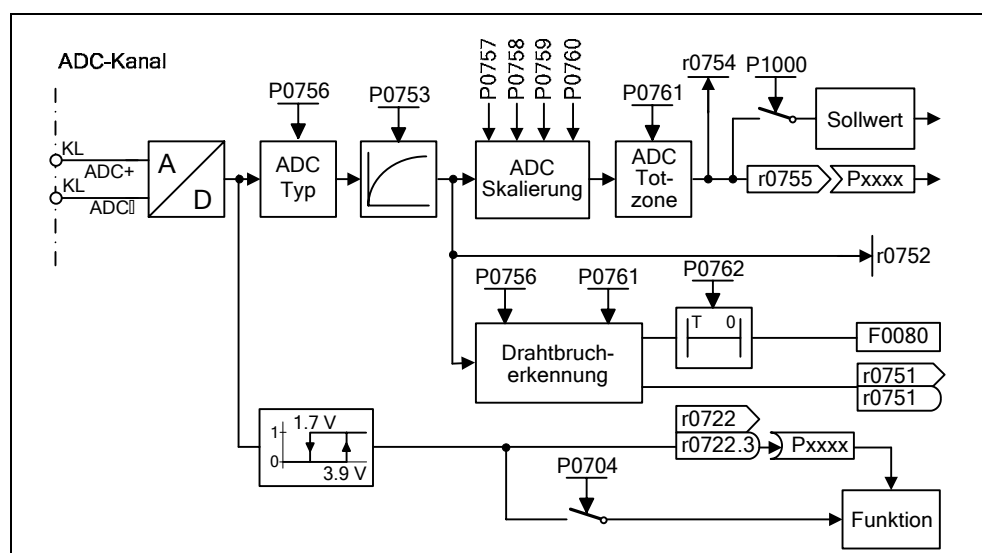 ADC-Kanal
KL
ADC+
KL
ADC▯
A
D
P0756
ADC
Typ
P0753
P0757
P0758
P0759
P0760
ADC
Skalierung
P0761
ADC
Tot-
zone
r0754
P1000
Sollwert
r0755
Pxxxx
r0752
P0756
P0761
P0762
Drahtbruch-
erkennung
T 0
F0080
r0751
r0751
1.7 V
1
0
3.9 V
r0722
r0722.3
Pxxxx
P0704
Funktion